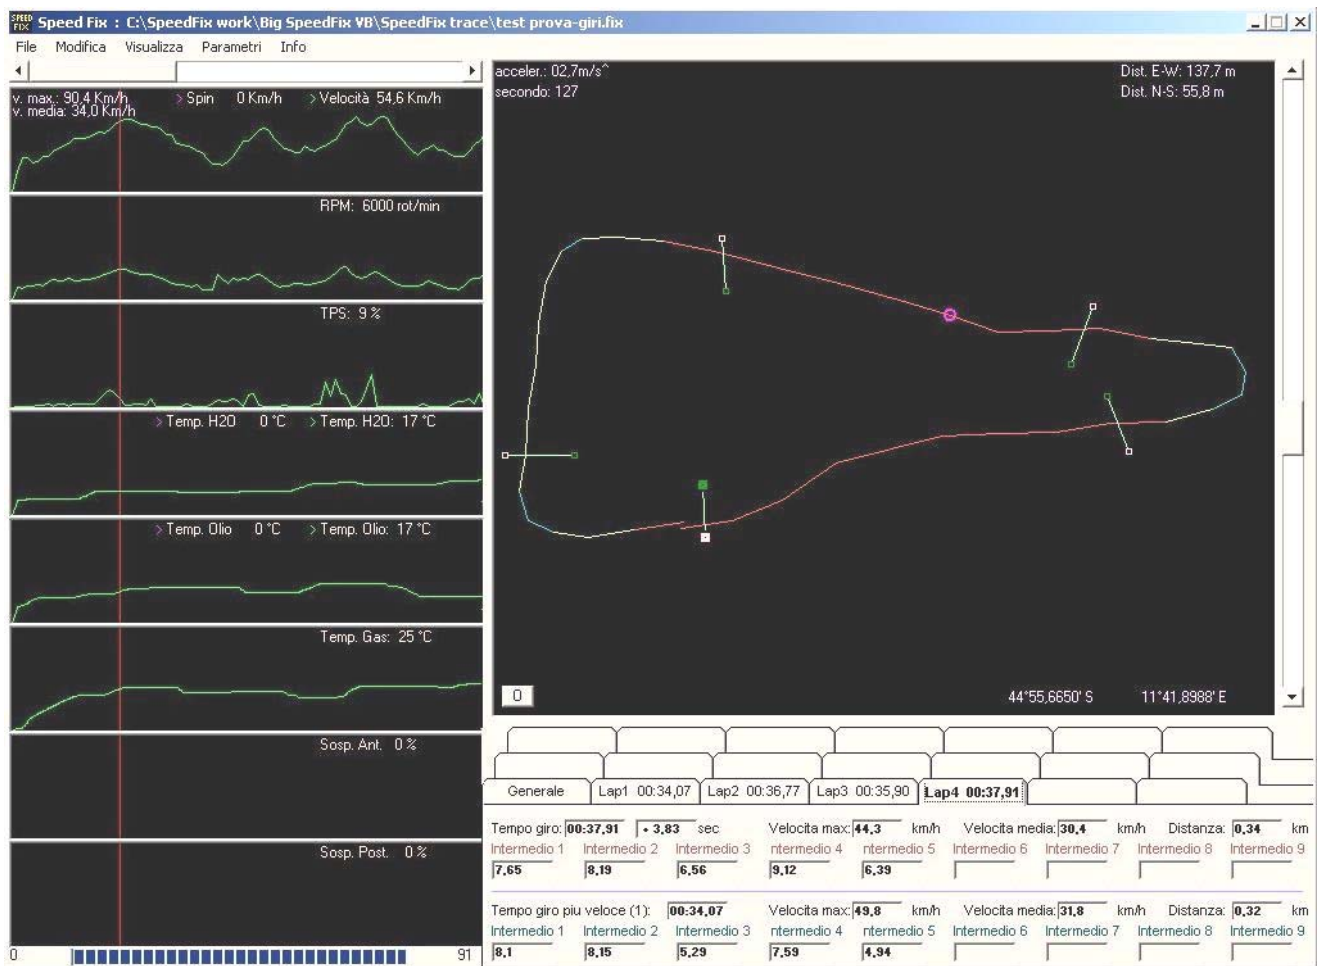 SPEED FIX Speed Fix : C:\SpeedFix work\Big SpeedFix VB\SpeedFix trace\test prova-giri.fix
File Modifica Visualizza Parametri Info
v. max.: 90,4 Km/h >Spin 0 Km/h >Velocità 54,6 Km/h
v. media: 34,0 Km/h
RPM: 6000 rot/min
TPS: 9 %
>Temp. H2O 0 °C >Temp. H2O: 17 °C
>Temp. Olio 0 °C >Temp. Olio: 17 °C
Temp. Gas: 25 °C
Sosp. Ant. 0 %
Sosp. Post. 0 %
0 91
acceler.: 02,7m/s^ Dist. E-W: 137,7 m
secondo: 127 Dist. N-S: 55,8 m
0 44°55,6650' S 11°41,8988' E
Generale Lap1 00:34,07 Lap2 00:36,77 Lap3 00:35,90 Lap4 00:37,91
Tempo giro: 00:37,91 + 3,83 sec Velocita max: 44,3 km/h Velocita media: 30,4 km/h Distanza: 0,34 km
Intermedio 1 Intermedio 2 Intermedio 3 ntermedio 4 ntermedio 5 Intermedio 6 Intermedio 7 Intermedio 8 Intermedio 9
7,65 8,19 6,56 9,12 6,39
Tempo giro piu veloce (1): 00:34,07 Velocita max: 49,8 km/h Velocita media: 31,8 km/h Distanza: 0,32 km
Intermedio 1 Intermedio 2 Intermedio 3 ntermedio 4 ntermedio 5 Intermedio 6 Intermedio 7 Intermedio 8 Intermedio 9
8,1 8,15 5,29 7,59 4,94